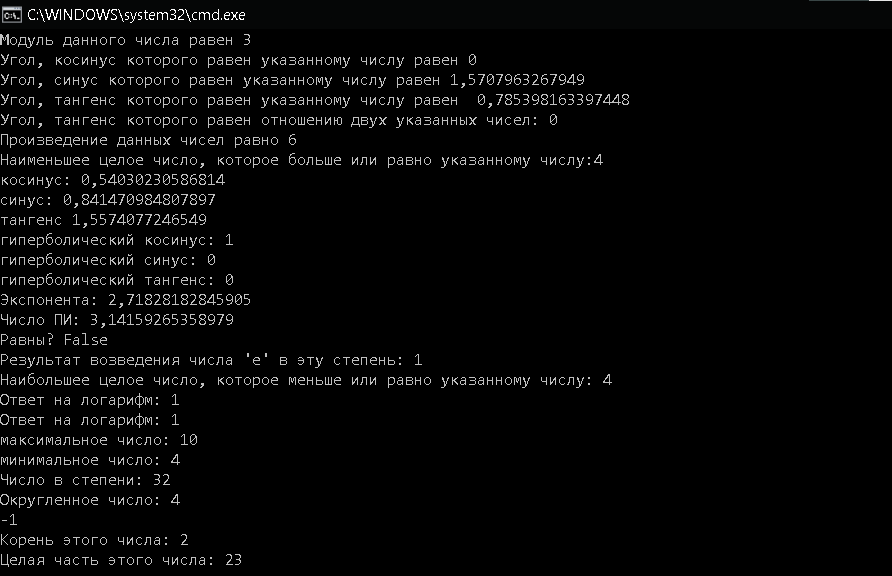 C:\WINDOWS\system32\cmd.exe
Модуль данного числа равен 3
Угол, косинус которого равен указанному числу равен 0
Угол, синус которого равен указанному числу равен 1,5707963267949
Угол, тангенс которого равен указанному числу равен  0,785398163397448
Угол, тангенс которого равен отношению двух указанных чисел: 0
Произведение данных чисел равно 6
Наименьшее целое число, которое больше или равно указанному числу:4
косинус: 0,54030230586814
синус: 0,841470984807897
тангенс 1,5574077246549
гиперболический косинус: 1
гиперболический синус: 0
гиперболический тангенс: 0
Экспонента: 2,71828182845905
Число ПИ: 3,14159265358979
Равны? False
Результат возведения числа 'e' в эту степень: 1
Наибольшее целое число, которое меньше или равно указанному числу: 4
Ответ на логарифм: 1
Ответ на логарифм: 1
максимальное число: 10
минимальное число: 4
Число в степени: 32
Округленное число: 4
-1
Корень этого числа: 2
Целая часть этого числа: 23